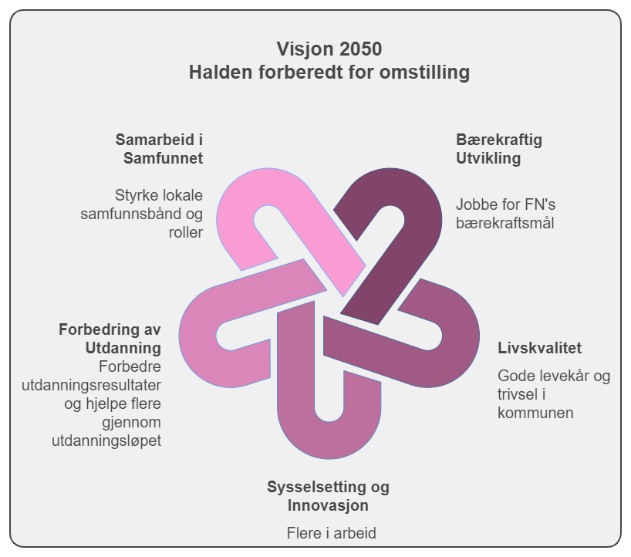 Visjon 2050
Halden forberedt for omstilling
Samarbeid i
Samfunnet
Styrke lokale
samfunnsbånd og
roller
Bærekraftig
Utvikling
Jobbe for FN's
bærekraftsmål
Forbedring av
Utdanning
Forbedre
utdanningsresultater
og hjelpe flere
gjennom
utdanningsløpet
Livskvalitet
Gode levekår og
trivsel i
kommunen
Sysselsetting og
Innovasjon
Flere i arbeid